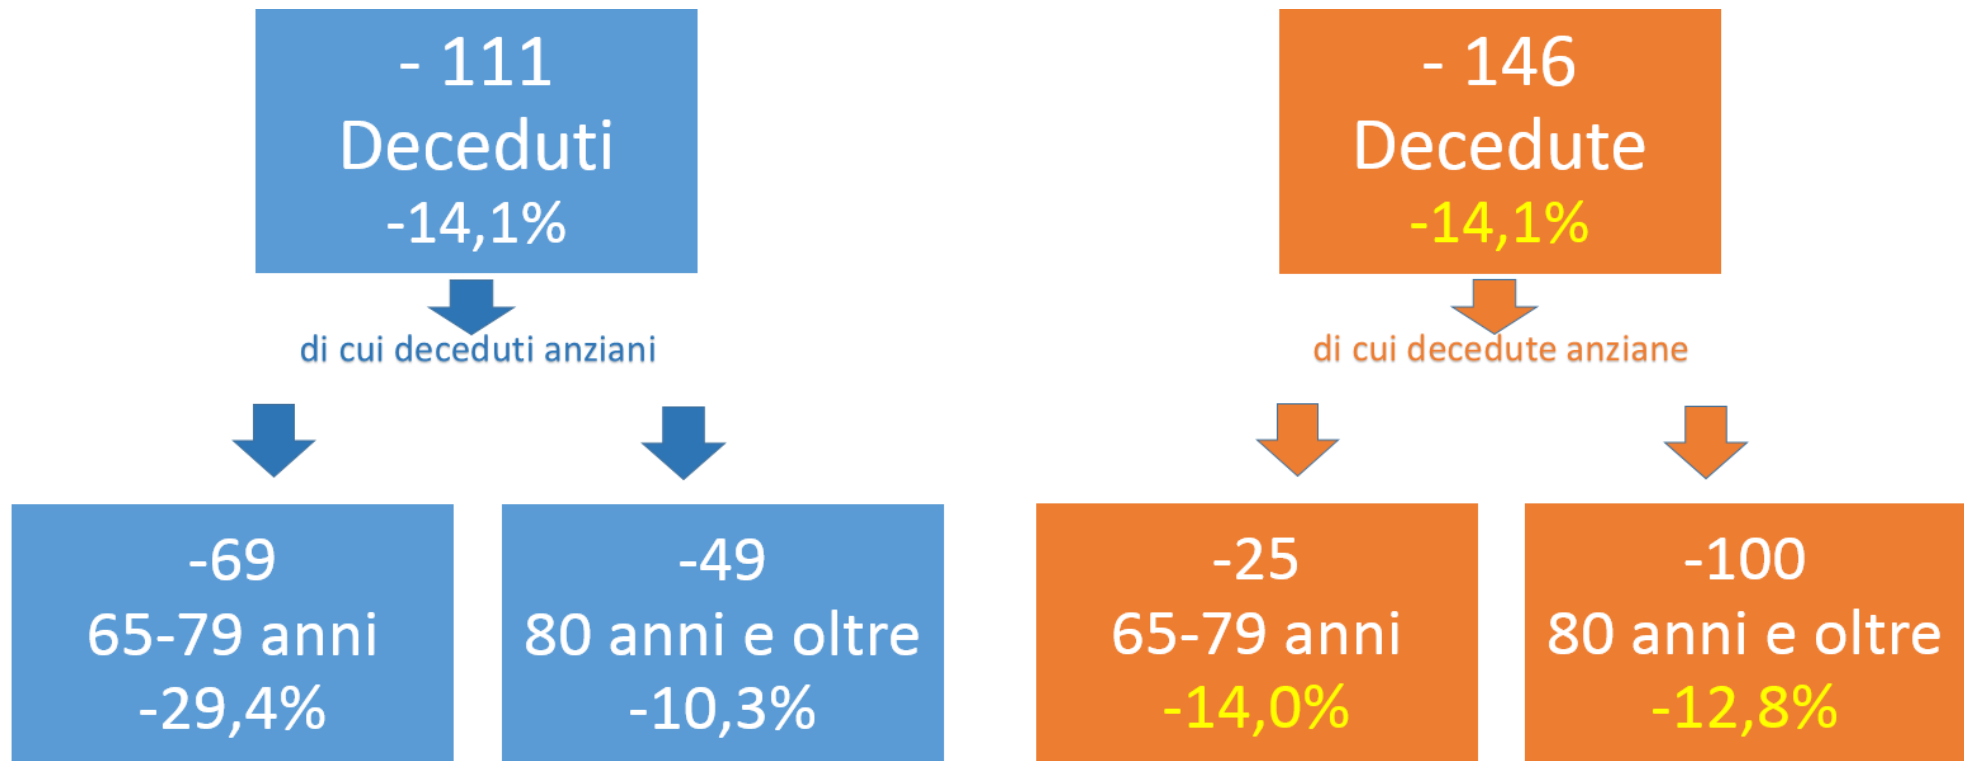 - 111
Deceduti
-14,1%
di cui deceduti anziani
-69
65-79 anni
-29,4%
-49
80 anni e oltre
-10,3%
- 146
Decedute
-14,1%
di cui decedute anziane
-25
65-79 anni
-14,0%
-100
80 anni e oltre
-12,8%